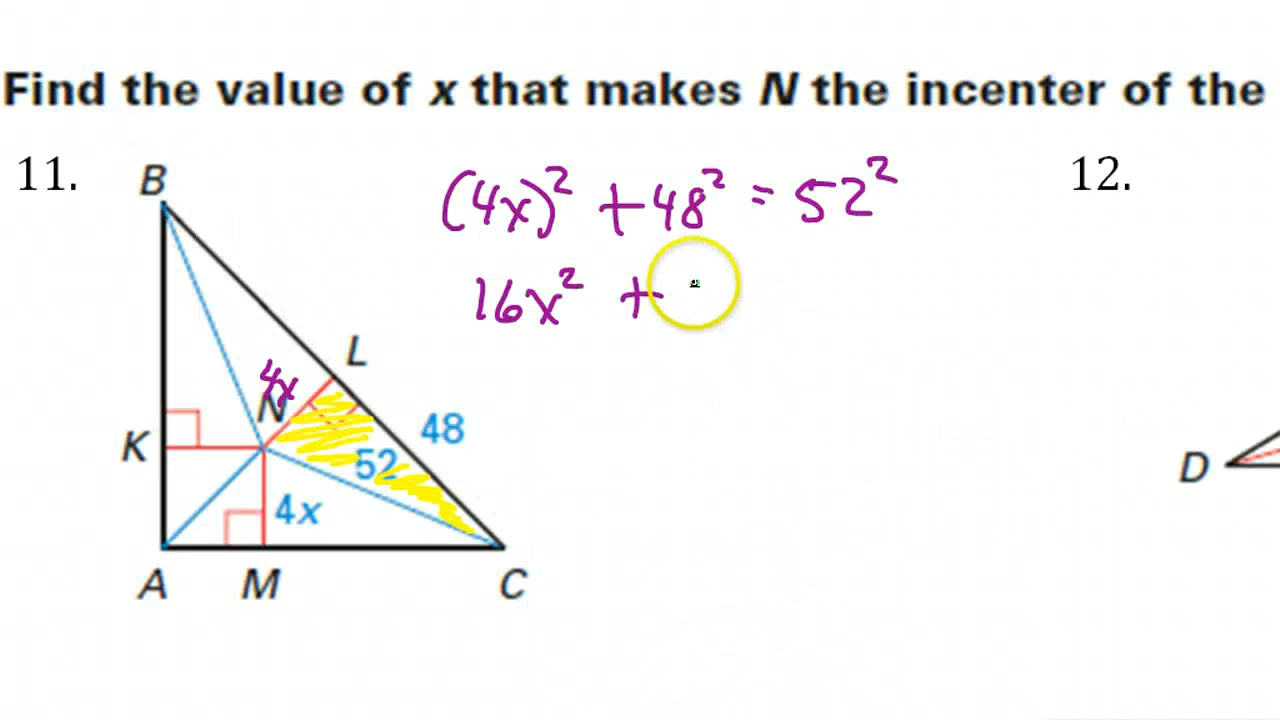 Find the value of x that makes N the incenter of the
11.
B
(4x)² + 48² = 52²
12.
16x² +
L
4x
N
48
K
52
D
4x
A
M
C